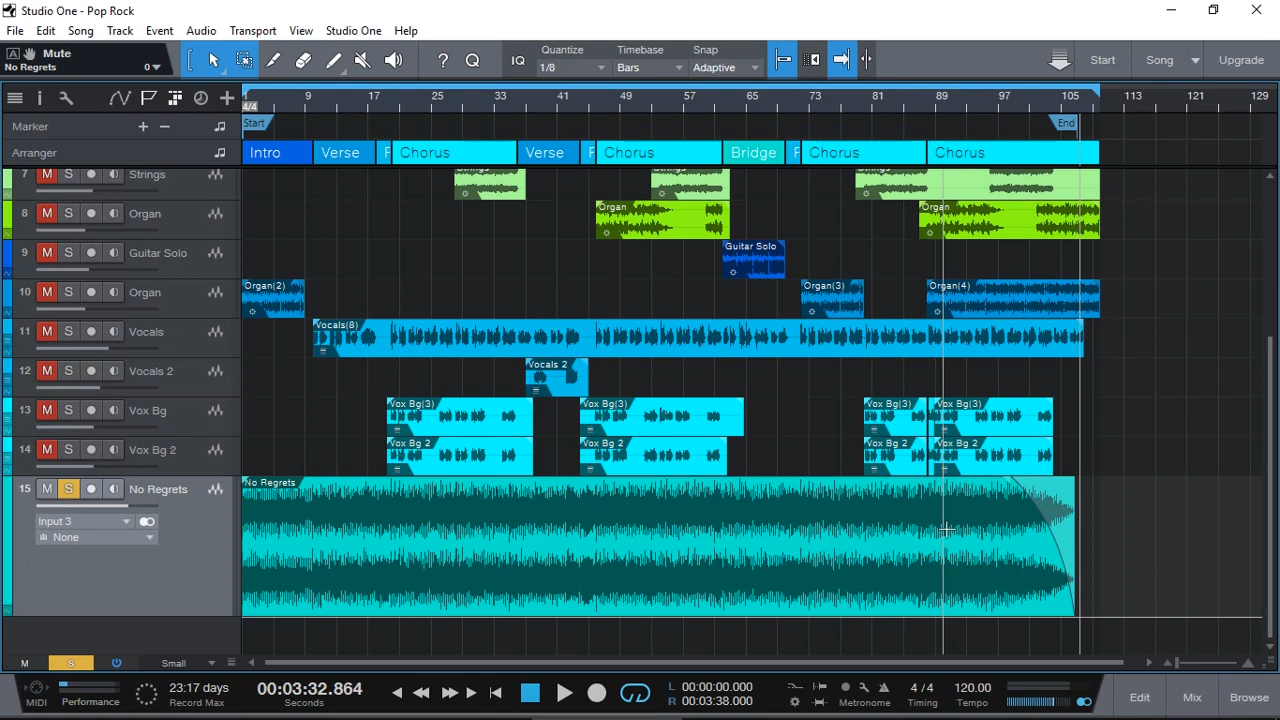 Studio One - Pop Rock
File Edit Song Track Event Audio Transport View Studio One Help
Mute
No Regrets 0
IQ Quantize 1/8 Timebase Bars Snap Adaptive
Start Song Upgrade
4/4
9 17 25 33 41 49 57 65 73 81 89 97 105 113 121 129
Marker Start End
Arranger Intro Verse Chorus Verse Chorus Bridge Chorus Chorus
7 M S Strings Strings Strings Strings
8 M S Organ Organ Organ
9 M S Guitar Solo Guitar Solo
10 M S Organ Organ(2) Organ(3) Organ(4)
11 M S Vocals Vocals(8)
12 M S Vocals 2 Vocals 2
13 M S Vox Bg Vox Bg(3) Vox Bg(3) Vox Bg(3) Vox Bg(3)
14 M S Vox Bg 2 Vox Bg 2 Vox Bg 2 Vox Bg 2 Vox Bg 2
15 M S No Regrets No Regrets
Input 3
None
M S Small
MIDI Performance
23:17 days
Record Max
00:03:32.864
Seconds
L 00:00:00.000
R 00:03:38.000
Metronome
4 / 4
Timing
120.00
Tempo
Edit Mix Browse